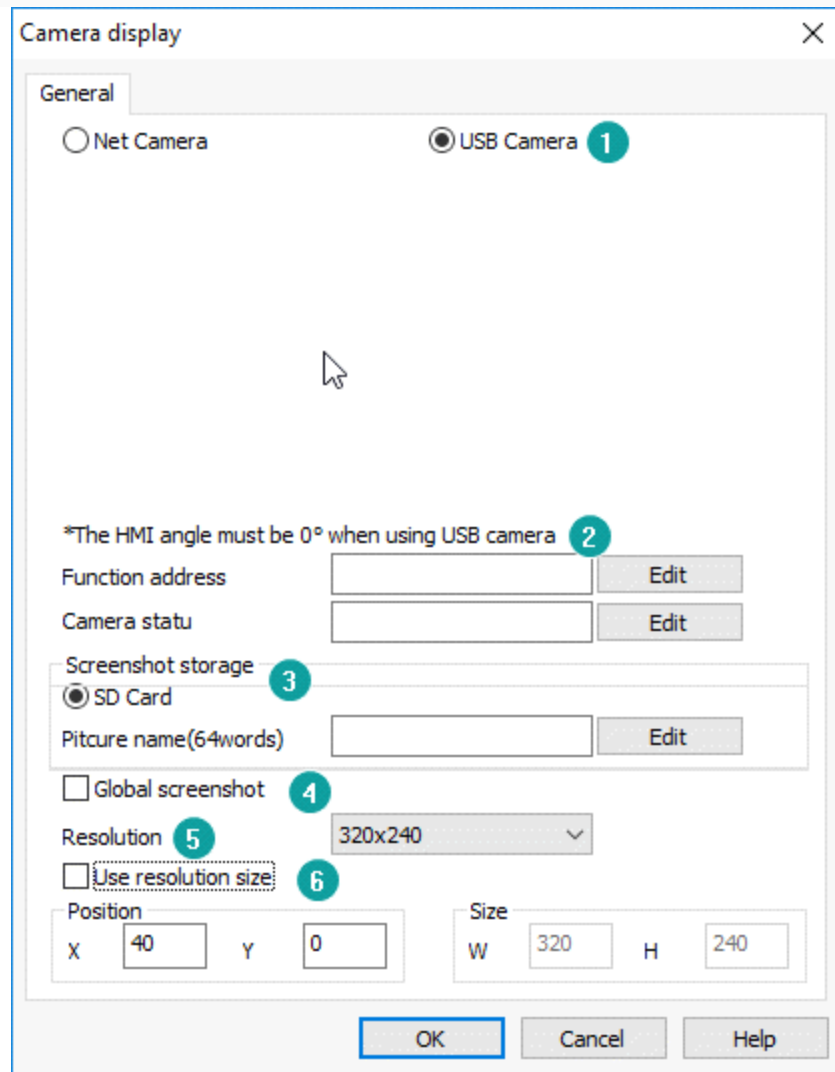 Camera display
General
Net Camera USB Camera 1
*The HMI angle must be 0° when using USB camera 2
Function address Edit
Camera statu Edit
Screenshot storage 3
SD Card
Pitcure name(64words) Edit
Global screenshot 4
Resolution 5 320x240
Use resolution size 6
Position Size
X 40 Y 0 W 320 H 240
OK Cancel Help